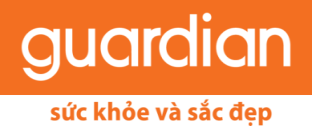 guardian
sức khỏe và sắc đẹp